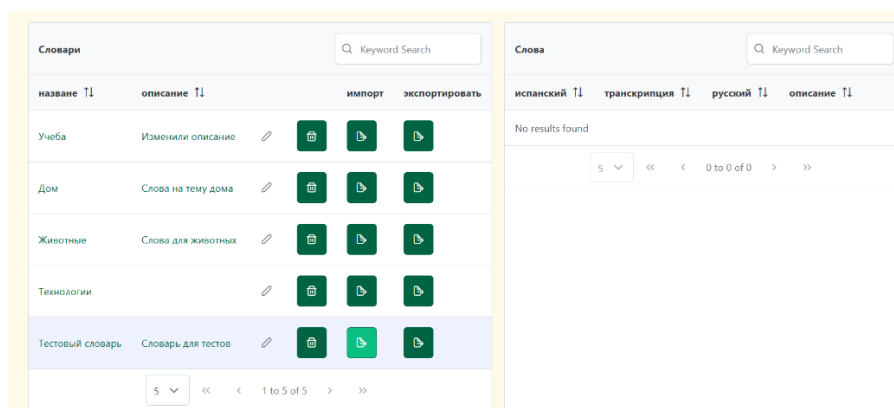 Словари
Keyword Search
назване описание импорт экспортировать
Учеба Изменили описание
Дом Слова на тему дома
Животные Слова для животных
Технологии
Тестовый словарь Словарь для тестов
5 << < 1 to 5 of 5 > >>
Слова
Keyword Search
испанский транскрипция русский описание
No results found
5 << < 0 to 0 of 0 > >>